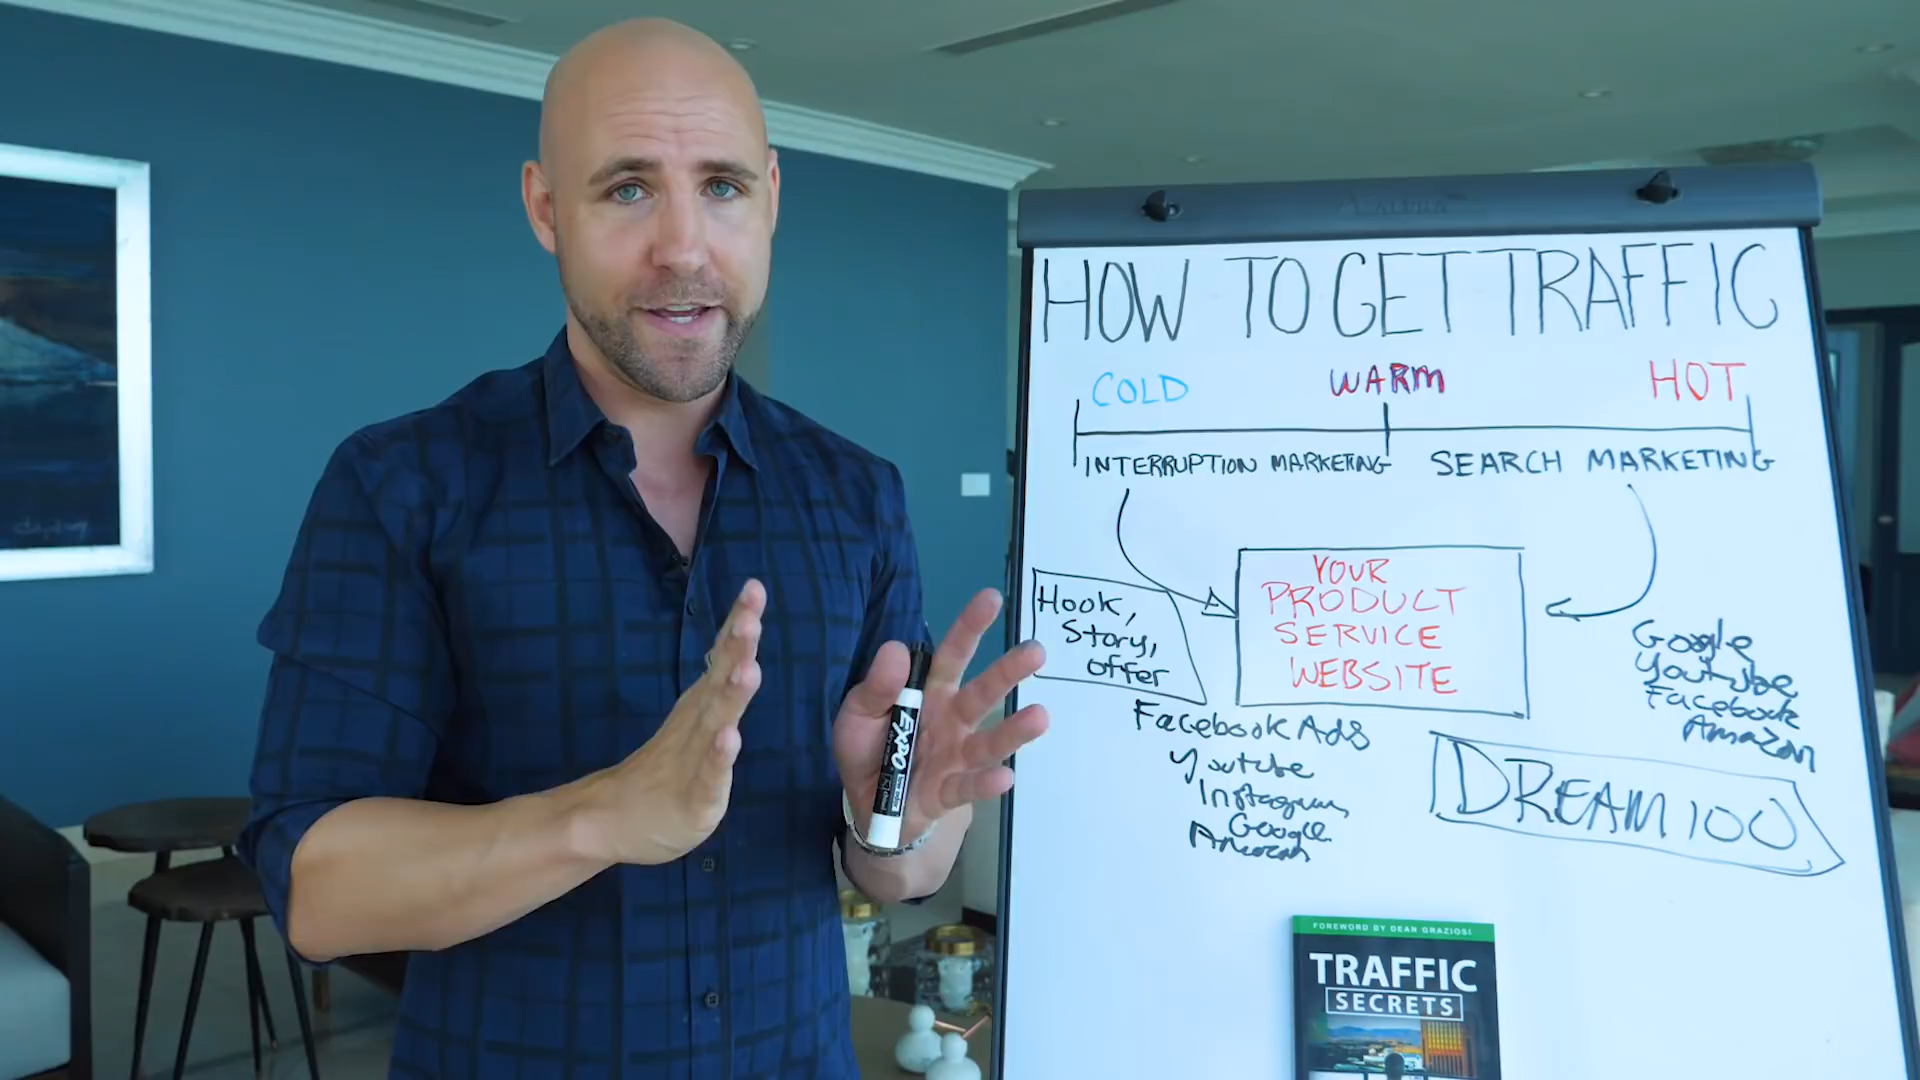 HOW TO GET TRAFFIC
COLD WARM HOT
INTERRUPTION MARKETING SEARCH MARKETING
YOUR
PRODUCT
SERVICE
WEBSITE
Hook,
Story,
offer
Facebook Ads
Youtube
Instagram
Google
Amazon
Google
Youtube
Facebook
Amazon
DREAM 100
EXPO
FOREWORD BY DEAN GRAZIOSI
TRAFFIC
SECRETS